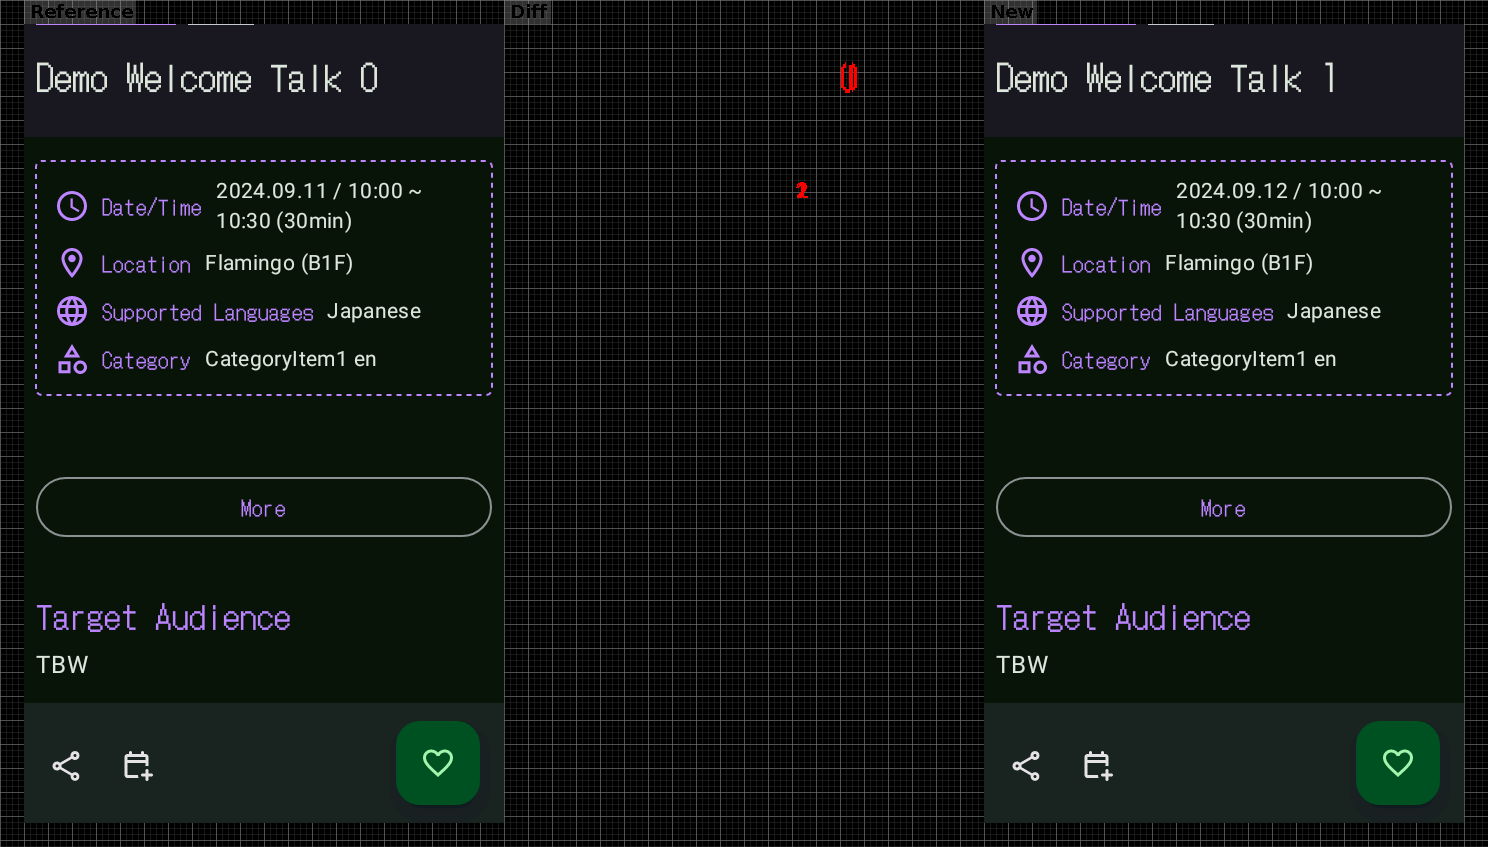 Reference
Diff
New
Demo Welcome Talk 0
Date/Time
2024.09.11 / 10:00 ~
10:30 (30min)
Location Flamingo (B1F)
Supported Languages Japanese
Category CategoryItem1 en
More
Target Audience
TBW
Demo Welcome Talk 1
Date/Time
2024.09.12 / 10:00 ~
10:30 (30min)
Location Flamingo (B1F)
Supported Languages Japanese
Category CategoryItem1 en
More
Target Audience
TBW